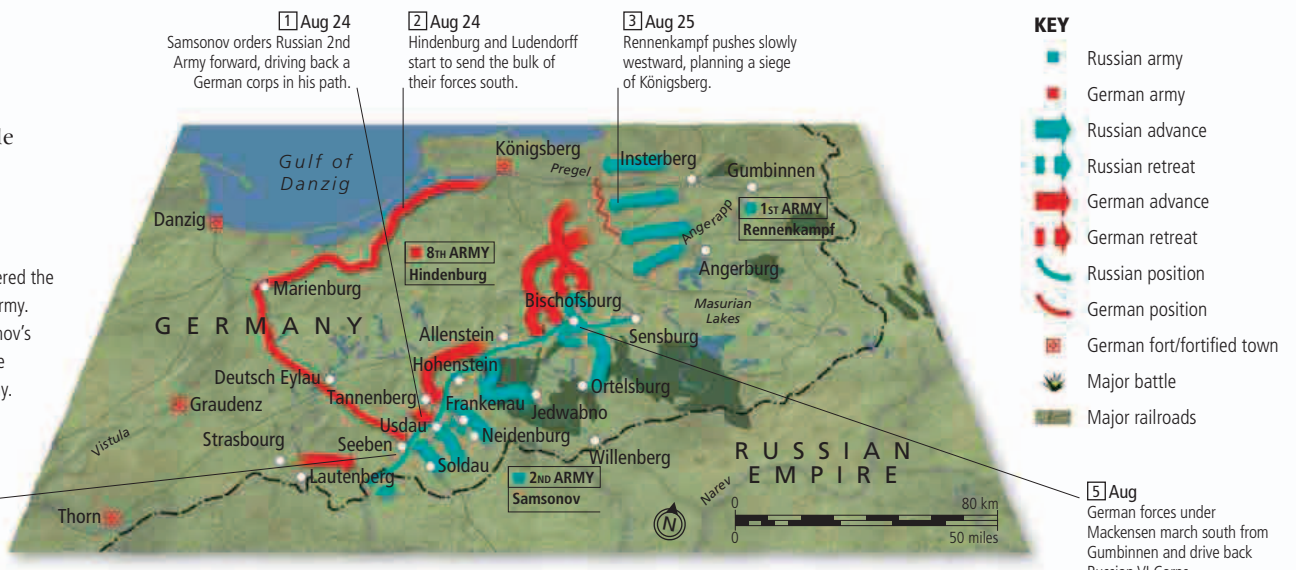 1 Aug 24
Samsonov orders Russian 2nd
Army forward, driving back a
German corps in his path.
2 Aug 24
Hindenburg and Ludendorff
start to send the bulk of
their forces south.
3 Aug 25
Rennenkampf pushes slowly
westward, planning a siege
of Königsberg.
KEY
Russian army
German army
Russian advance
Russian retreat
German advance
German retreat
Russian position
German position
German fort/fortified town
Major battle
Major railroads
ered the
rmy.
nov's
e
y.
Gulf of
Danzig
Königsberg
Pregel
Insterberg
Gumbinnen
Danzig
Angerapp
1ST ARMY
Rennenkampf
8TH ARMY
Hindenburg
Angerburg
Marienburg
Bischofsburg
Masurian
Lakes
GERMANY
Allenstein
Sensburg
Hohenstein
Deutsch Eylau
Ortelsburg
Tannenberg
Frankenau
Jedwabno
Graudenz
Usdau
Neidenburg
Vistula
Strasbourg
Seeben
Willenberg
RUSSIAN
EMPIRE
Soldau
Lautenberg
2ND ARMY
Samsonov
Narev
Thorn
N
0
80 km
0
50 miles
5 Aug
German forces under
Mackensen march south from
Gumbinnen and drive back